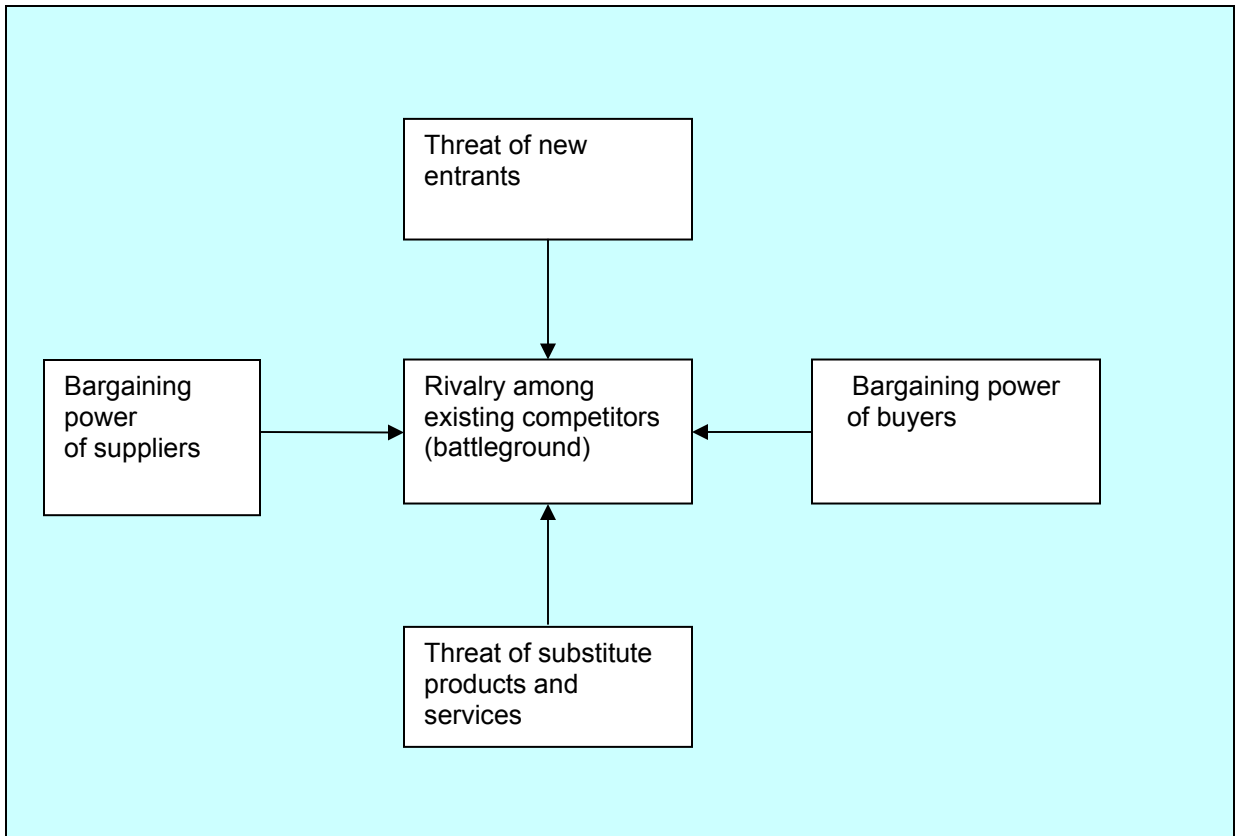 Threat of new
entrants
Bargaining
power
of suppliers
Rivalry among
existing competitors
(battleground)
Bargaining power
of buyers
Threat of substitute
products and
services